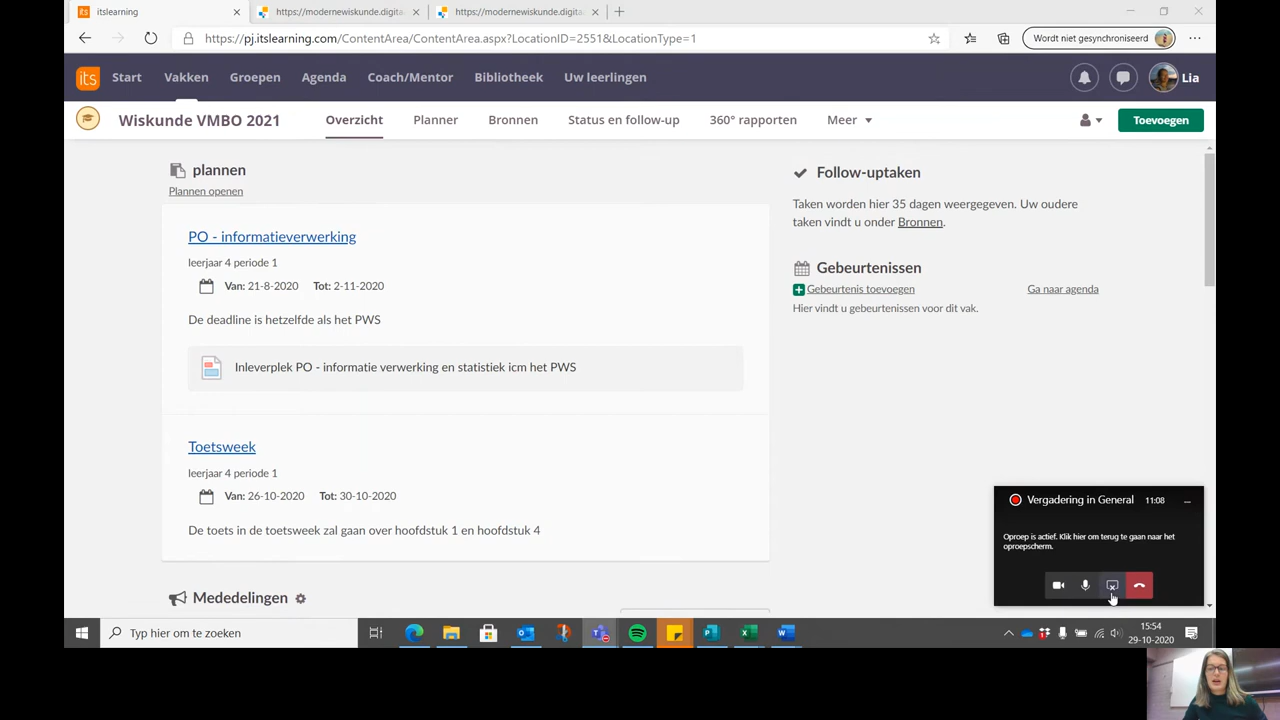 itslearning
https://modernewiskunde.digital
https://modernewiskunde.digital
https://pj.itslearning.com/ContentArea/ContentArea.aspx?LocationID=2551&LocationType=1
Wordt niet gesynchroniseerd
its Start Vakken Groepen Agenda Coach/Mentor Bibliotheek Uw leerlingen Lia
Wiskunde VMBO 2021 Overzicht Planner Bronnen Status en follow-up 360° rapporten Meer Toevoegen
plannen
Plannen openen
PO - informatieverwerking
leerjaar 4 periode 1
Van: 21-8-2020 Tot: 2-11-2020
De deadline is hetzelfde als het PWS
Inleverplek PO - informatie verwerking en statistiek icm het PWS
Toetsweek
leerjaar 4 periode 1
Van: 26-10-2020 Tot: 30-10-2020
De toets in de toetsweek zal gaan over hoofdstuk 1 en hoofdstuk 4
Mededelingen
Follow-uptaken
Taken worden hier 35 dagen weergegeven. Uw oudere
taken vindt u onder Bronnen.
Gebeurtenissen
Gebeurtenis toevoegen Ga naar agenda
Hier vindt u gebeurtenissen voor dit vak.
Vergadering in General 11:08
Oproep is actief. Klik hier om terug te gaan naar het
oproepscherm.
Typ hier om te zoeken
15:54
29-10-2020